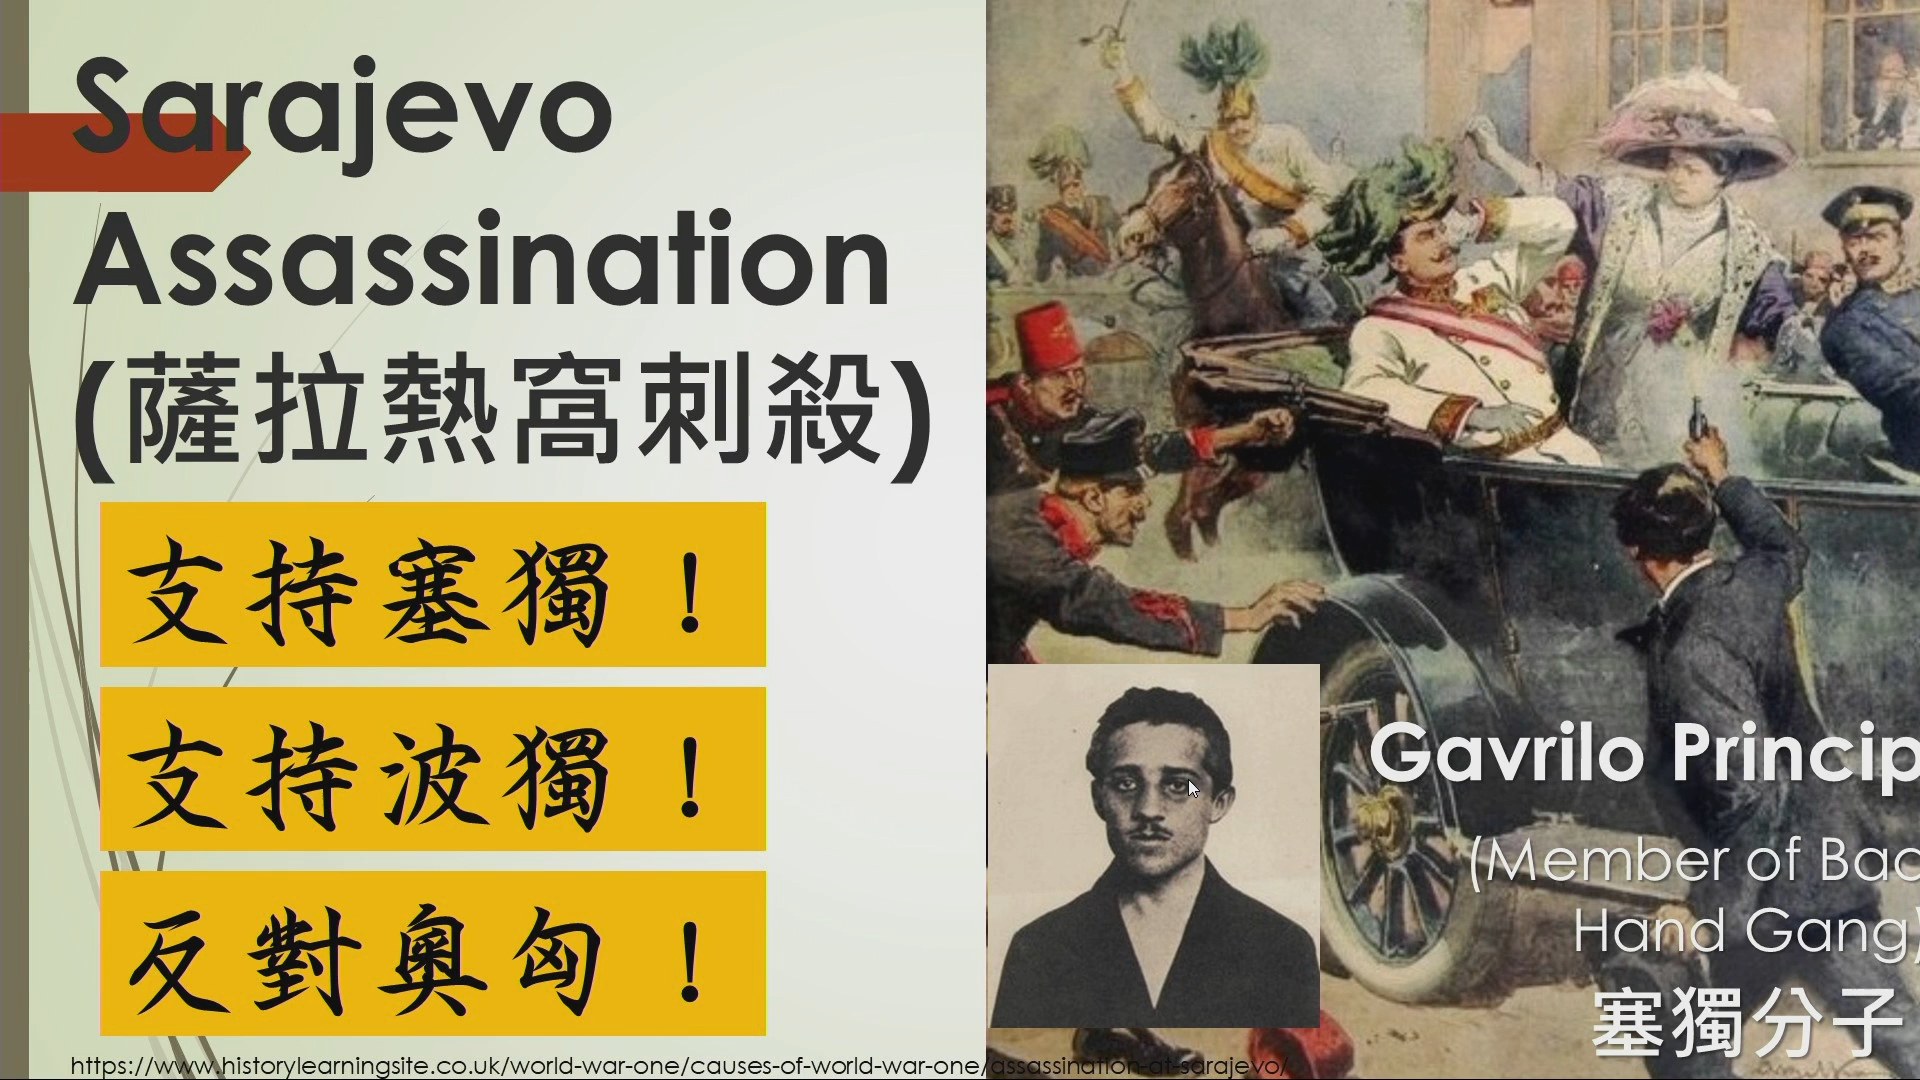 Sarajevo
Assassination
(薩拉熱窩刺殺)
支持塞獨！
支持波獨！
反對奧匈！
Gavrilo Princip
(Member of Bac
Hand Gang)
塞獨分子
https://www.historylearningsite.co.uk/world-war-one/causes-of-world-war-one/assassination-at-sarajevo/